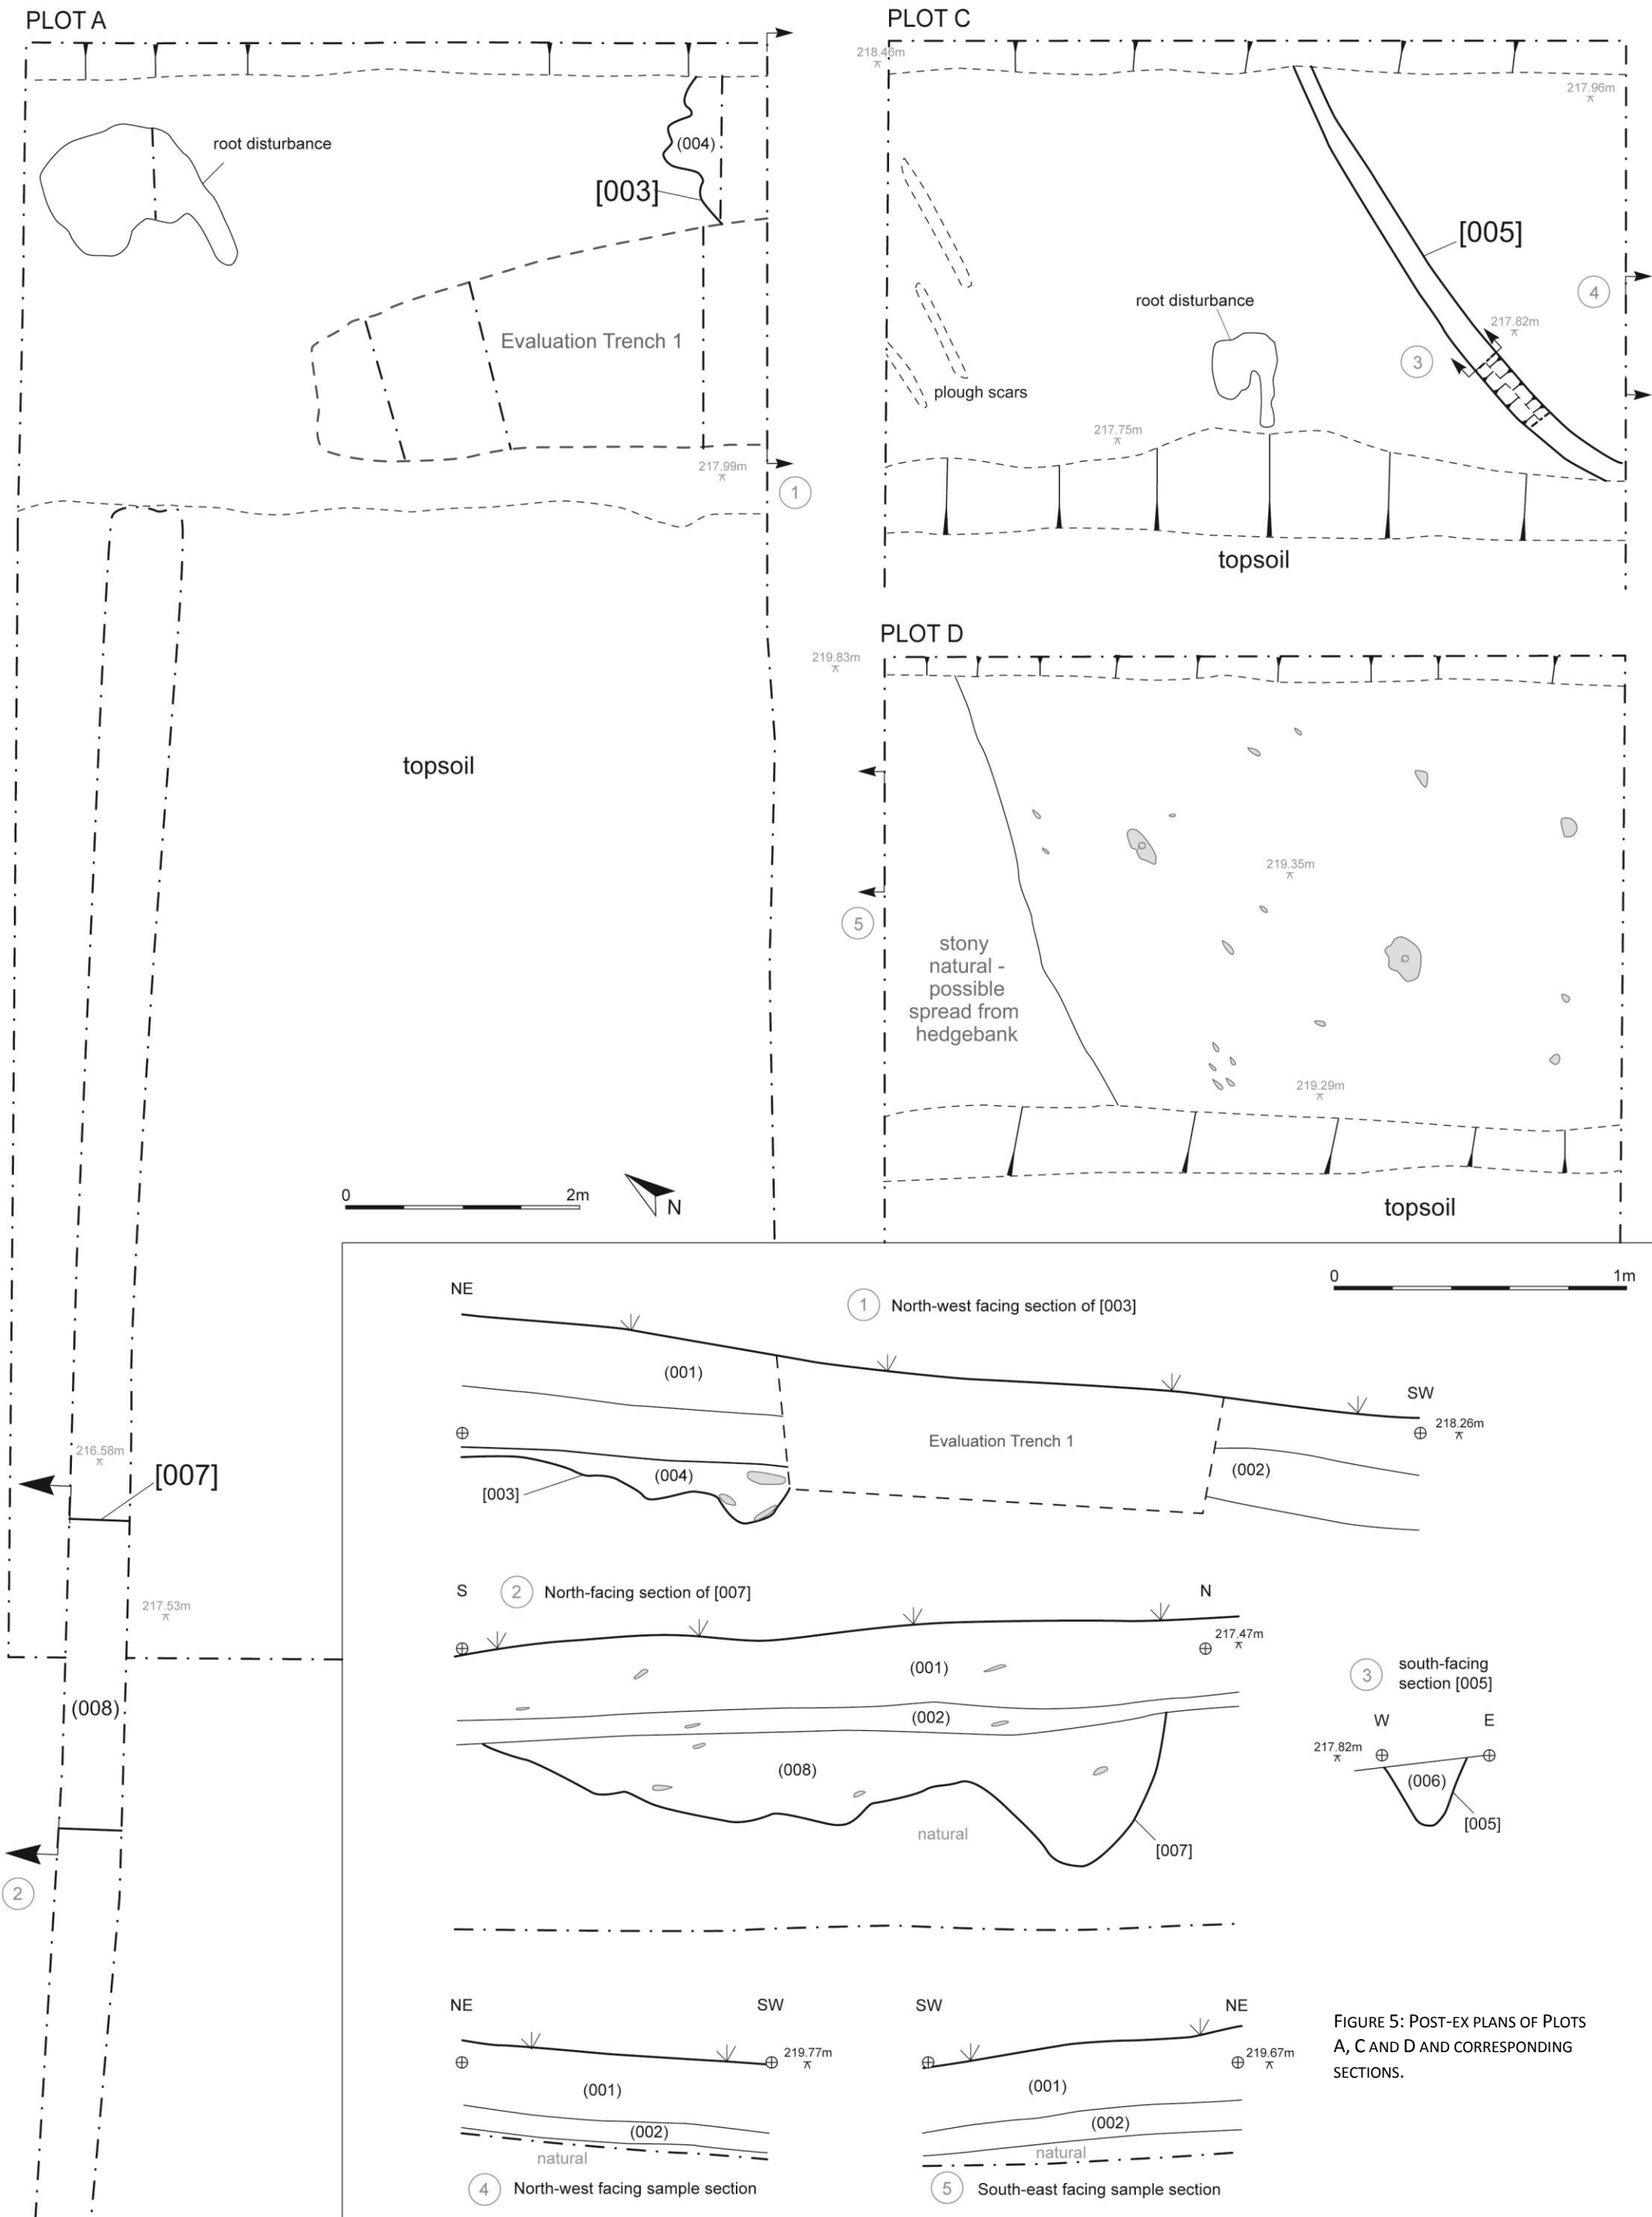 PLOT A
root disturbance
(004)
[003]
Evaluation Trench 1
217.99m
1
topsoil
0 2m
N
216.58m
[007]
217.53m
(008)
2
PLOT C
218.46m
217.96m
[005]
4
root disturbance
217.82m
3
plough scars
217.75m
topsoil
PLOT D
219.83m
219.35m
5
stony
natural -
possible
spread from
hedgebank
219.29m
topsoil
0 1m
NE
1 North-west facing section of [003]
(001)
SW
218.26m
Evaluation Trench 1
(002)
(004)
[003]
S 2 North-facing section of [007] N
217.47m
(001)
(002)
(008)
natural
[007]
3 south-facing
section [005]
W E
217.82m
(006)
[005]
NE SW
219.77m
(001)
(002)
natural
4 North-west facing sample section
SW NE
219.67m
(001)
(002)
natural
5 South-east facing sample section
FIGURE 5: POST-EX PLANS OF PLOTS
A, C AND D AND CORRESPONDING
SECTIONS.